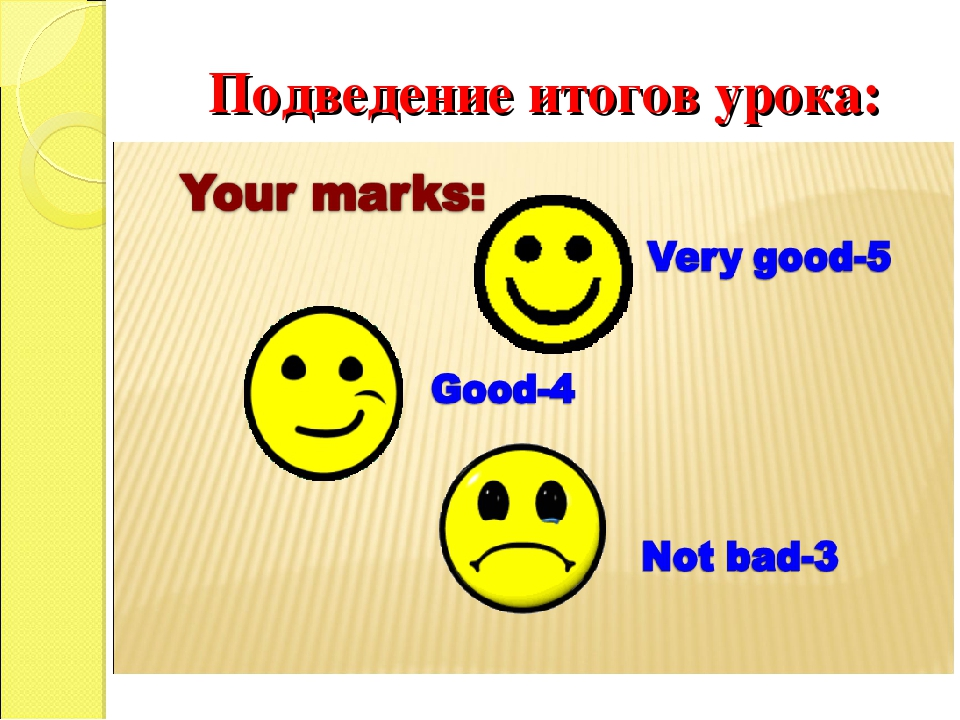 Подведение итогов урока:
Your marks:
Very good-5
Good-4
Not bad-3